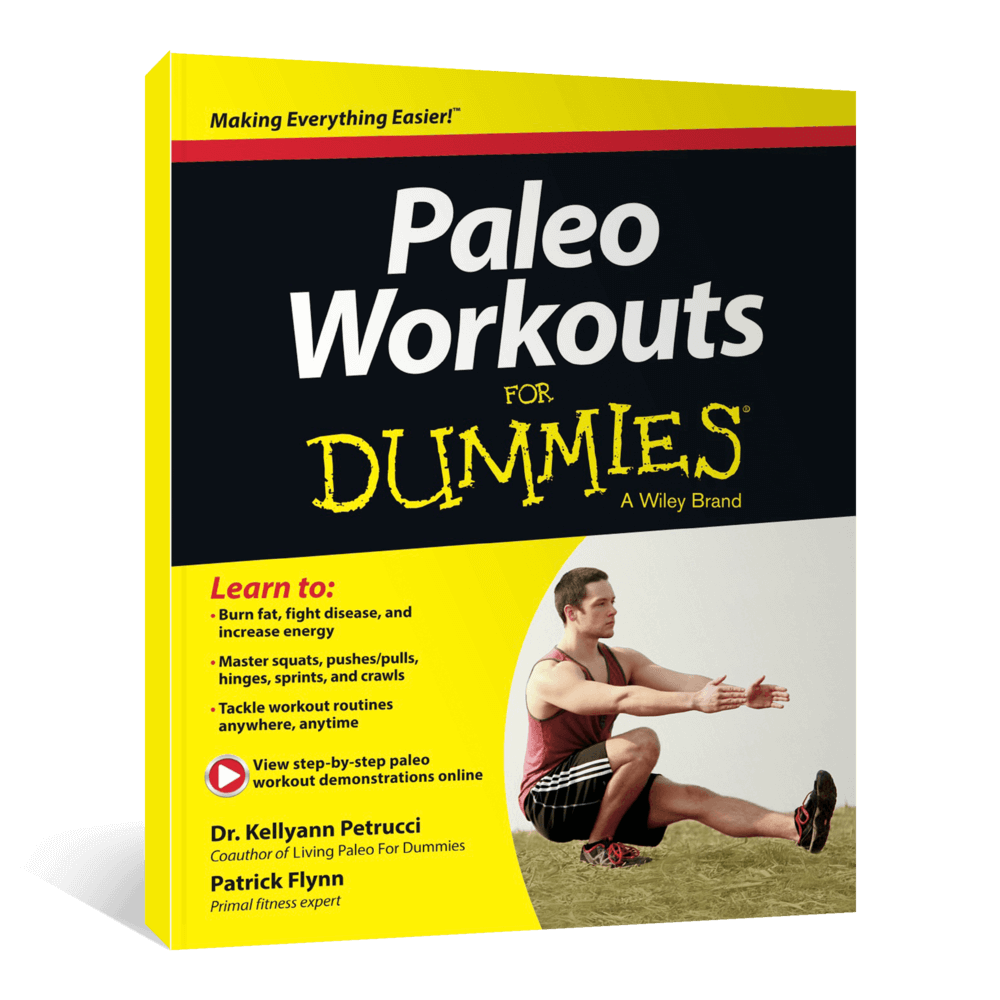 Making Everything Easier!™
Paleo
Workouts
FOR
DUMMIES®
A Wiley Brand
Learn to:
• Burn fat, fight disease, and
increase energy
• Master squats, pushes/pulls,
hinges, sprints, and crawls
• Tackle workout routines
anywhere, anytime
View step-by-step paleo
workout demonstrations online
Dr. Kellyann Petrucci
Coauthor of Living Paleo For Dummies
Patrick Flynn
Primal fitness expert